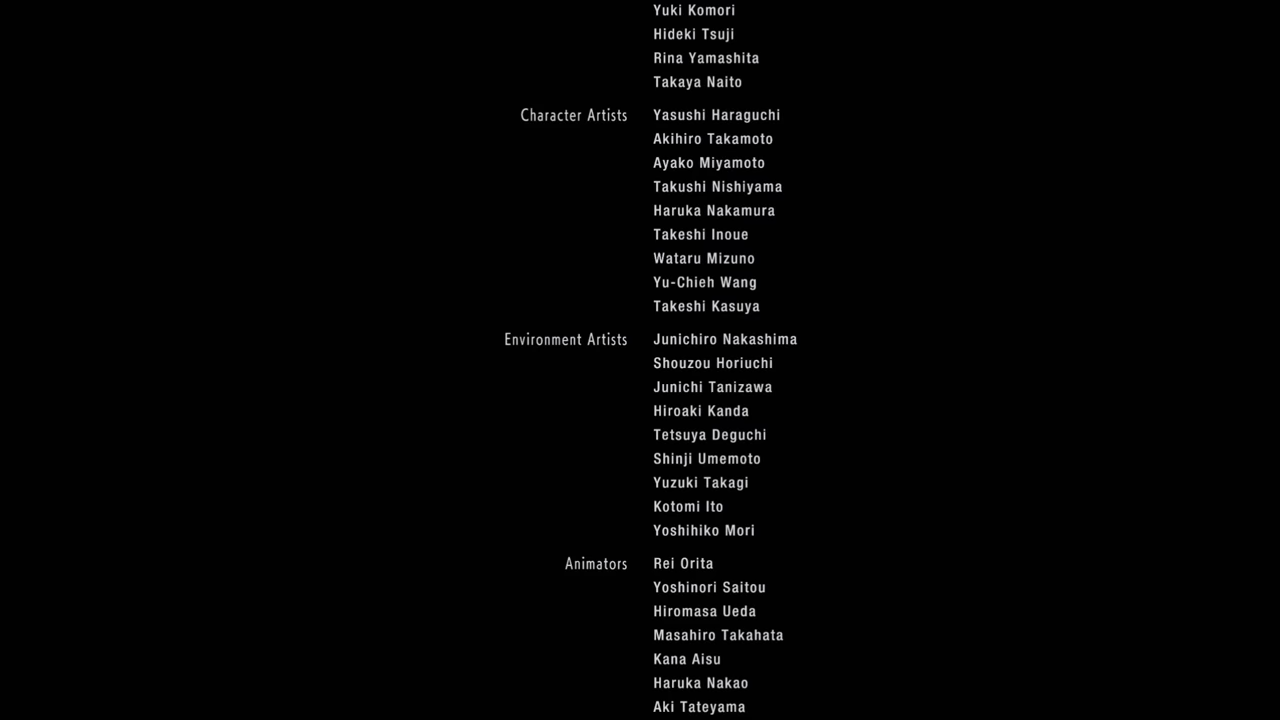 Yuki Komori
Hideki Tsuji
Rina Yamashita
Takaya Naito
Character Artists Yasushi Haraguchi
Akihiro Takamoto
Ayako Miyamoto
Takushi Nishiyama
Haruka Nakamura
Takeshi Inoue
Wataru Mizuno
Yu-Chieh Wang
Takeshi Kasuya
Environment Artists Junichiro Nakashima
Shouzou Horiuchi
Junichi Tanizawa
Hiroaki Kanda
Tetsuya Deguchi
Shinji Umemoto
Yuzuki Takagi
Kotomi Ito
Yoshihiko Mori
Animators Rei Orita
Yoshinori Saitou
Hiromasa Ueda
Masahiro Takahata
Kana Aisu
Haruka Nakao
Aki Tateyama